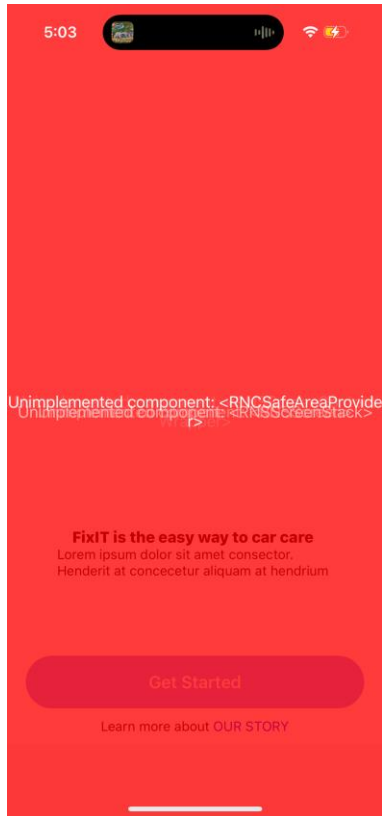 5:03
Unimplemented component: <RNCSafeAreaProvide
r>
Unimplemented component: <RNSScreenStack>
FixIT is the easy way to car care
Lorem ipsum dolor sit amet consector.
Henderit at concecetur aliquam at hendrium
Get Started
Learn more about OUR STORY